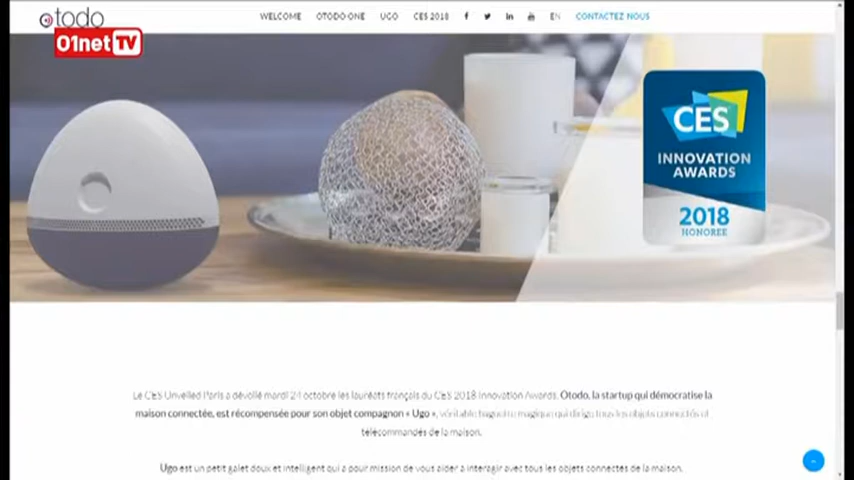 otodo
WELCOME OTODO-ONE UGO CES 2018 EN CONTACTEZ NOUS
01net TV
CES
INNOVATION
AWARDS
2018
HONOREE
Le CES Unveiled Paris a dévoilé mardi 24 octobre les lauréats français du CES 2018 Innovation Awards. Otodo, la startup qui démocratise la
maison connectée, est récompensée pour son objet compagnon « Ugo », véritable baguette magique qui dirige tous les objets connectés et
télécommandés de la maison.
Ugo est un petit galet doux et intelligent qui a pour mission de vous aider à interagir avec tous les objets connectés de la maison.